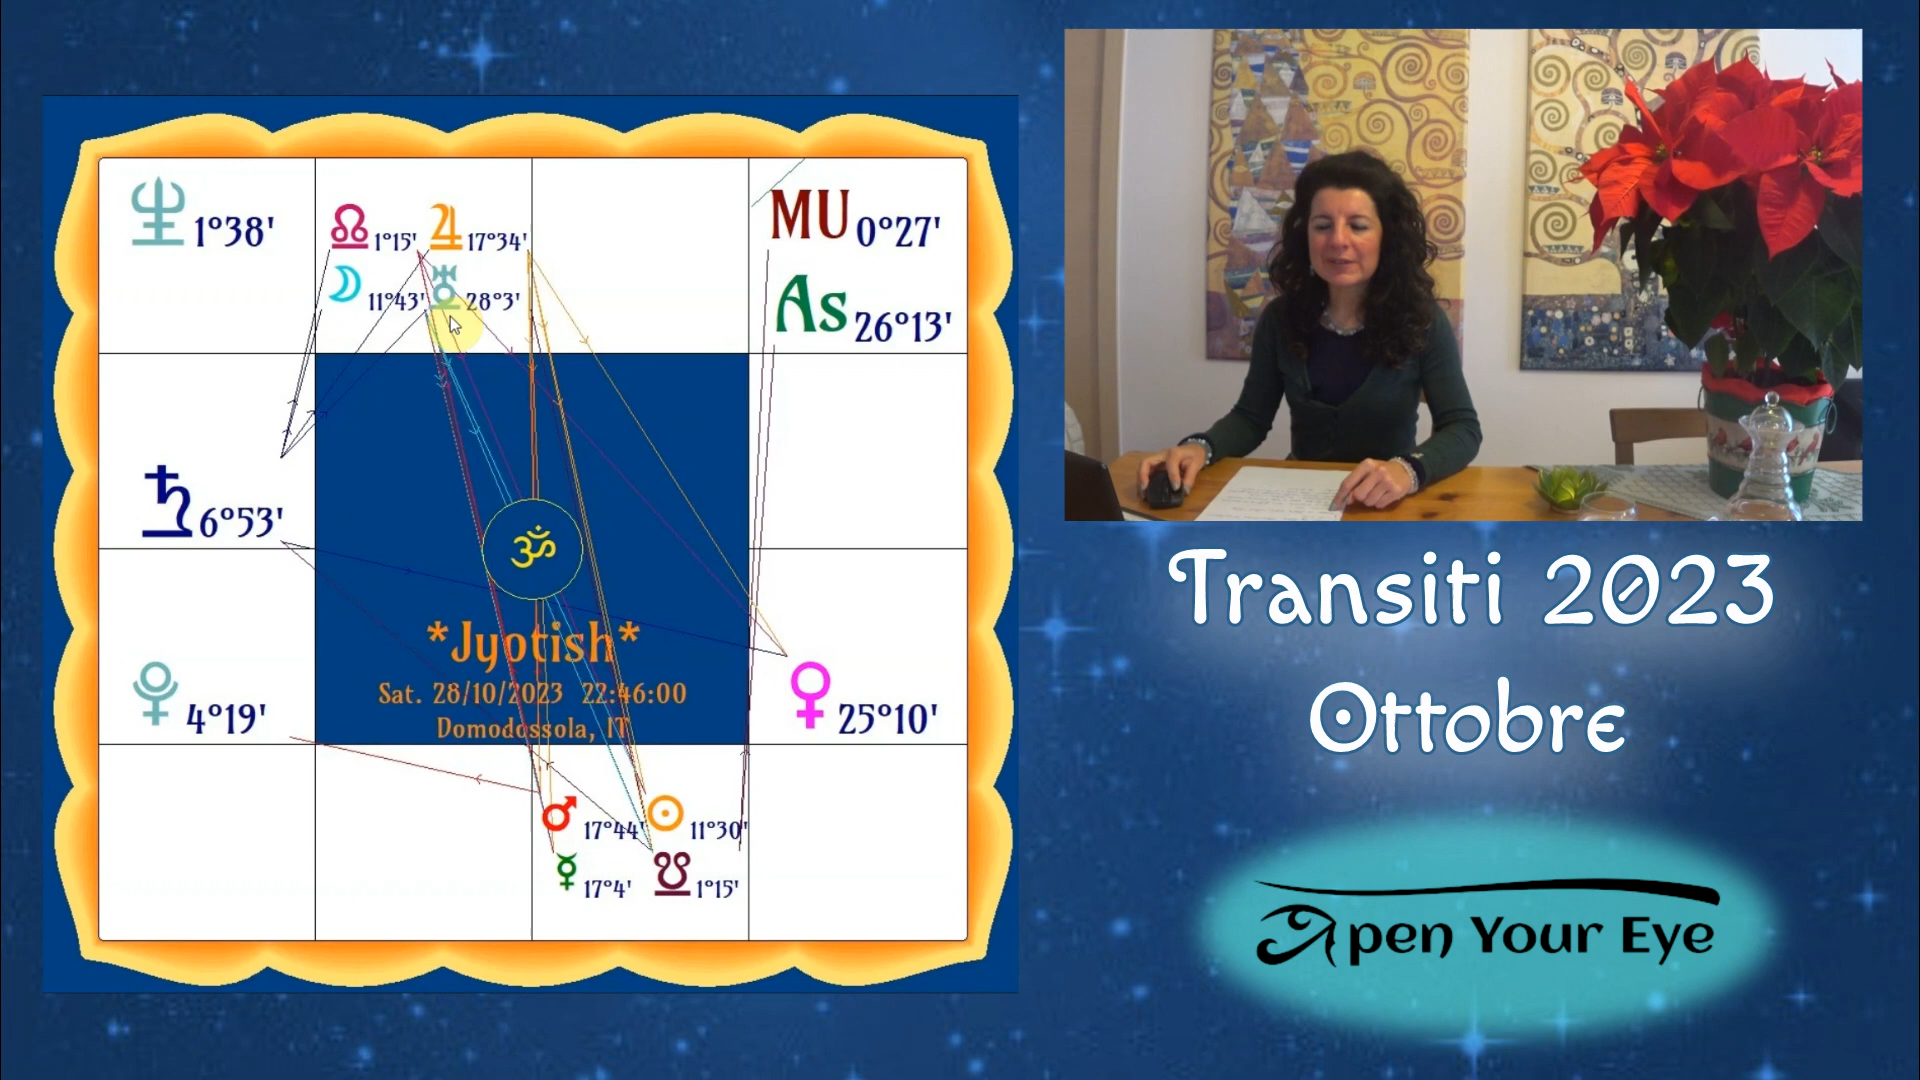 1°38'
1°15' 17°34'
11°43' 28°3'
MU 0°27'
As 26°13'
6°53'
ॐ
*Jyotish*
Sat. 28/10/2023 22:46:00
Domodossola, IT
4°19'
25°10'
17°44' 11°30'
17°4' 1°15'
Transiti 2023
Ottobre
Open Your Eye